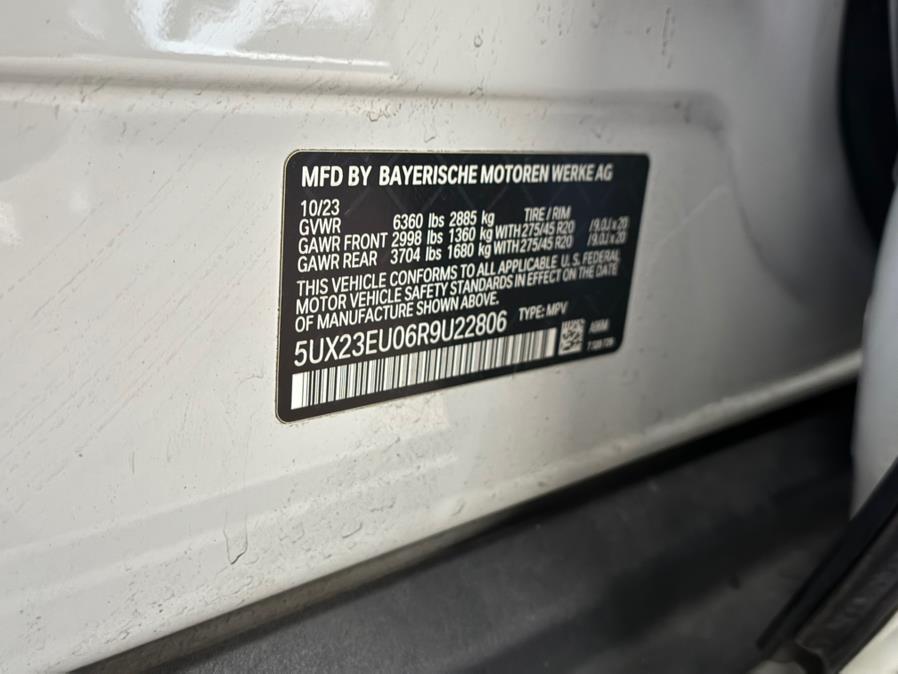 MFD BY BAYERISCHE MOTOREN WERKE AG
10/23 TIRE / RIM
GVWR 6360 lbs 2885 kg
GAWR FRONT 2998 lbs 1360 kg WITH 275/45 R20 /9.0J x 20
GAWR REAR 3704 lbs 1680 kg WITH 275/45 R20 /9.0J x 20
THIS VEHICLE CONFORMS TO ALL APPLICABLE U.S. FEDERAL
MOTOR VEHICLE SAFETY STANDARDS IN EFFECT ON THE DATE
OF MANUFACTURE SHOWN ABOVE.
5UX23EU06R9U22806 TYPE: MPV